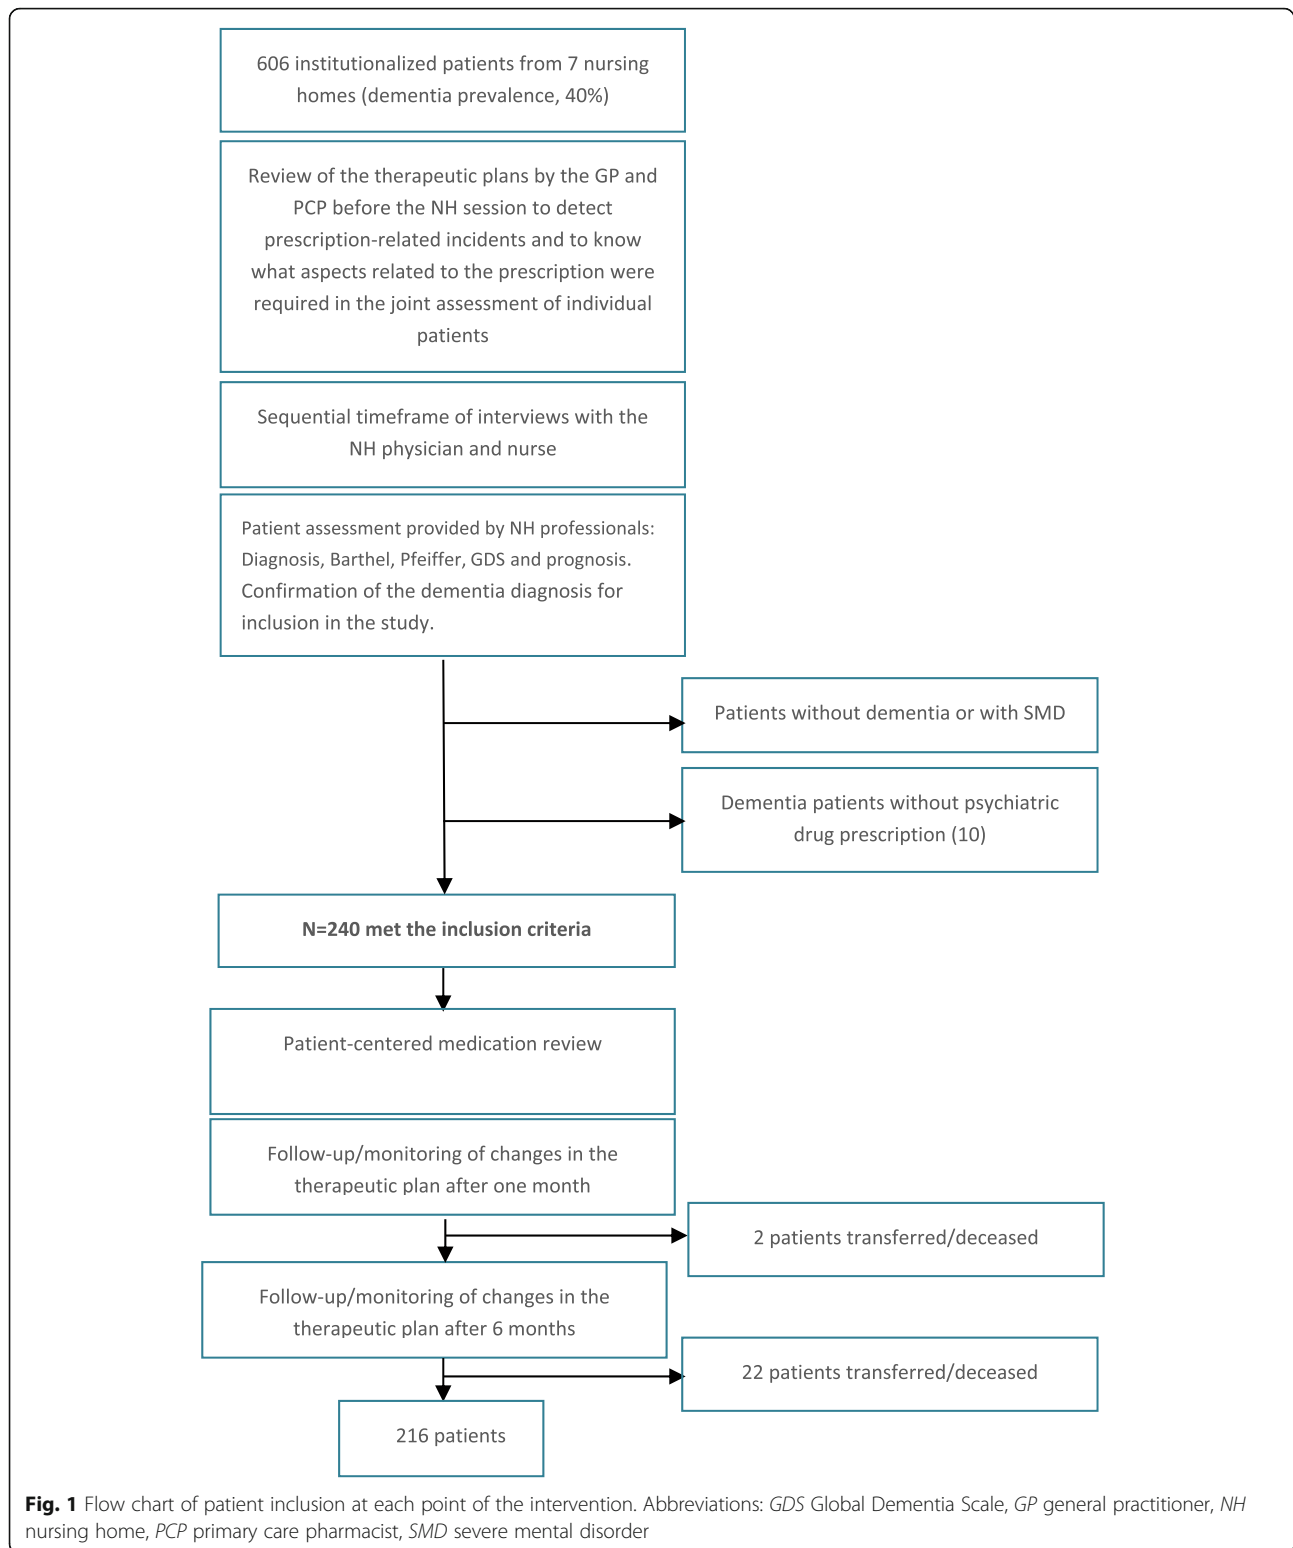 606 institutionalized patients from 7 nursing
homes (dementia prevalence, 40%)
Review of the therapeutic plans by the GP and
PCP before the NH session to detect
prescription-related incidents and to know
what aspects related to the prescription were
required in the joint assessment of individual
patients
Sequential timeframe of interviews with the
NH physician and nurse
Patient assessment provided by NH professionals:
Diagnosis, Barthel, Pfeiffer, GDS and prognosis.
Confirmation of the dementia diagnosis for
inclusion in the study.
Patients without dementia or with SMD
Dementia patients without psychiatric
drug prescription (10)
N=240 met the inclusion criteria
Patient-centered medication review
Follow-up/monitoring of changes in the
therapeutic plan after one month
2 patients transferred/deceased
Follow-up/monitoring of changes in the
therapeutic plan after 6 months
22 patients transferred/deceased
216 patients
Fig. 1 Flow chart of patient inclusion at each point of the intervention. Abbreviations: GDS Global Dementia Scale, GP general practitioner, NH
nursing home, PCP primary care pharmacist, SMD severe mental disorder